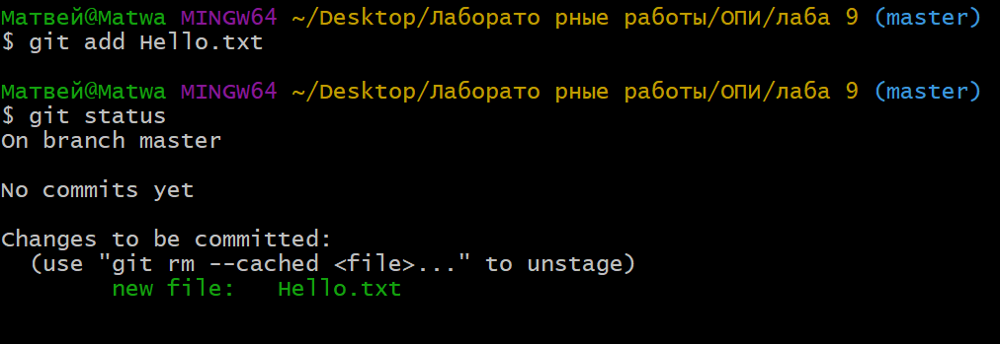 Матвей@Matwa MINGW64 ~/Desktop/Лаборато рные работы/ОПИ/лаба 9 (master)
$ git add Hello.txt
Матвей@Matwa MINGW64 ~/Desktop/Лаборато рные работы/ОПИ/лаба 9 (master)
$ git status
On branch master
No commits yet
Changes to be committed:
  (use "git rm --cached <file>..." to unstage)
        new file:   Hello.txt